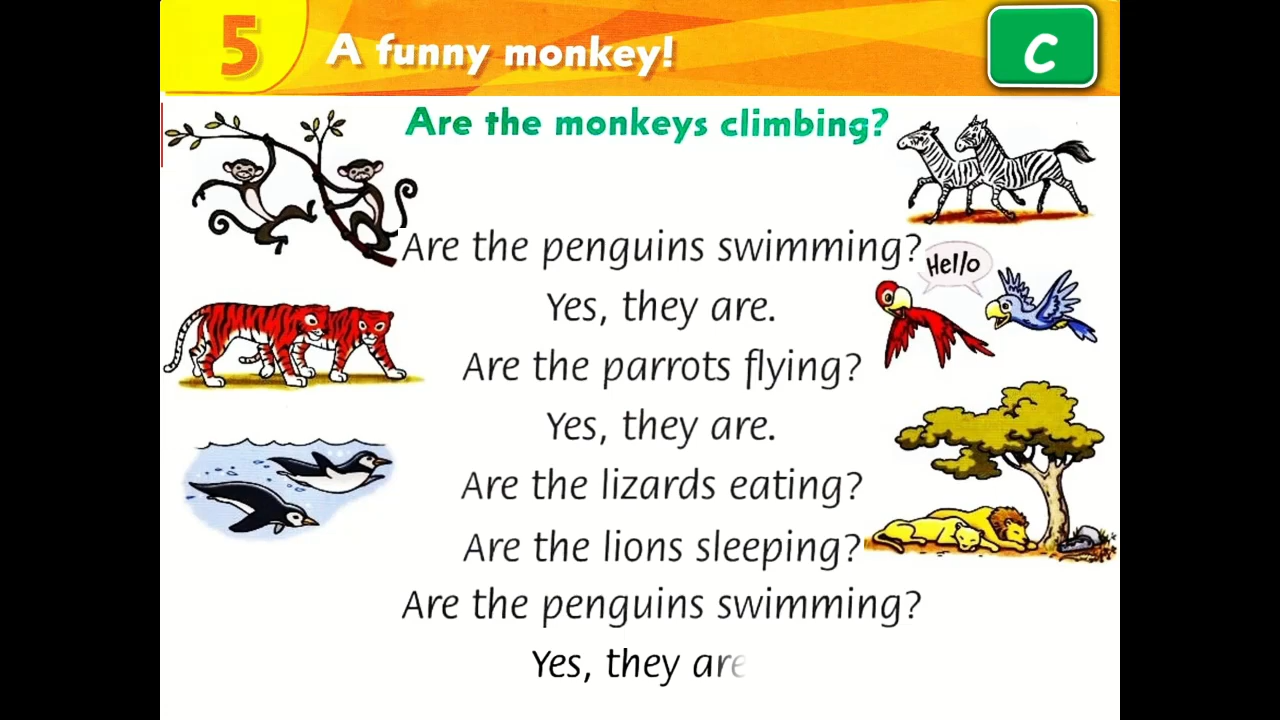 5 A funny monkey! C
Are the monkeys climbing?
Are the penguins swimming?
Hello
Yes, they are.
Are the parrots flying?
Yes, they are.
Are the lizards eating?
Are the lions sleeping?
Are the penguins swimming?
Yes, they are